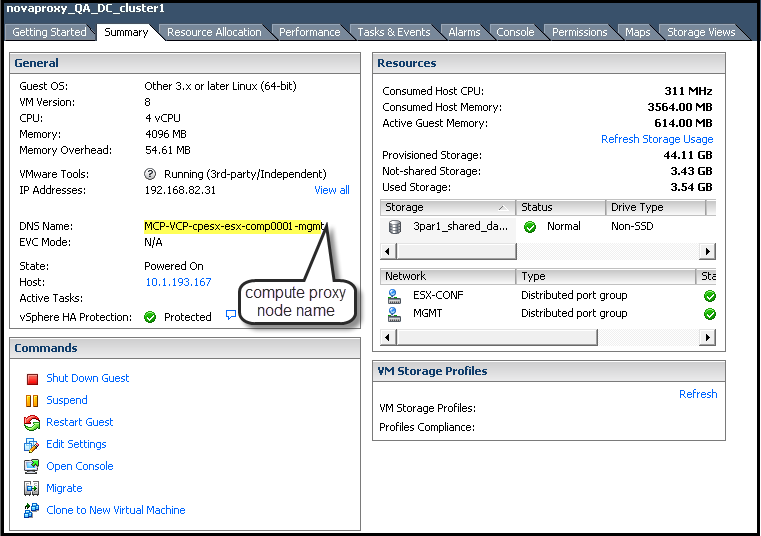 novaproxy_QA_DC_cluster1
Getting Started Summary Resource Allocation Performance Tasks & Events Alarms Console Permissions Maps Storage Views
General
Guest OS: Other 3.x or later Linux (64-bit)
VM Version: 8
CPU: 4 vCPU
Memory: 4096 MB
Memory Overhead: 54.61 MB
VMware Tools: Running (3rd-party/Independent)
IP Addresses: 192.168.82.31 View all
DNS Name: MCP-VCP-cpesx-esx-comp0001-mgmt
EVC Mode: N/A
State: Powered On
Host: 10.1.193.167
Active Tasks:
vSphere HA Protection: Protected
compute proxy
node name
Commands
Shut Down Guest
Suspend
Restart Guest
Edit Settings
Open Console
Migrate
Clone to New Virtual Machine
Resources
Consumed Host CPU: 311 MHz
Consumed Host Memory: 3564.00 MB
Active Guest Memory: 614.00 MB
Refresh Storage Usage
Provisioned Storage: 44.11 GB
Not-shared Storage: 3.43 GB
Used Storage: 3.54 GB
Storage Status Drive Type
3par1_shared_da... Normal Non-SSD
Network Type Sta
ESX-CONF Distributed port group
MGMT Distributed port group
VM Storage Profiles
Refresh
VM Storage Profiles:
Profiles Compliance: